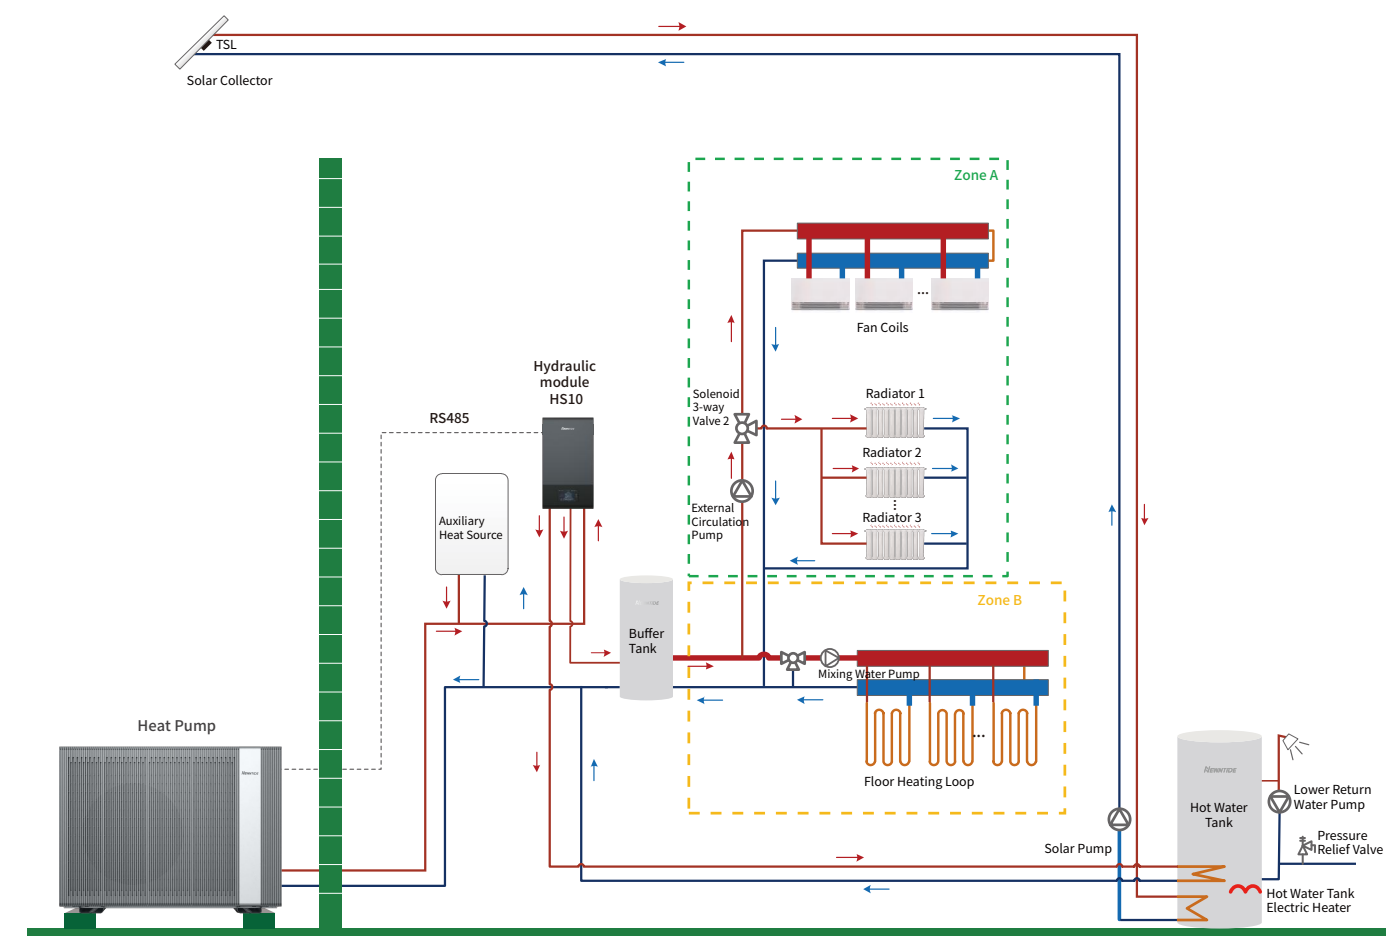 TSL
Solar Collector
Zone A
Fan Coils
Hydraulic
module
HS10
Solenoid
3-way
Valve 2
Radiator 1
RS485
Radiator 2
External
Circulation
Pump
Radiator 3
Auxiliary
Heat Source
Zone B
Buffer
Tank
Mixing Water Pump
Floor Heating Loop
Heat Pump
Newntide
Newntide
Hot Water
Tank
Lower Return
Water Pump
Pressure
Relief Valve
Solar Pump
Hot Water Tank
Electric Heater